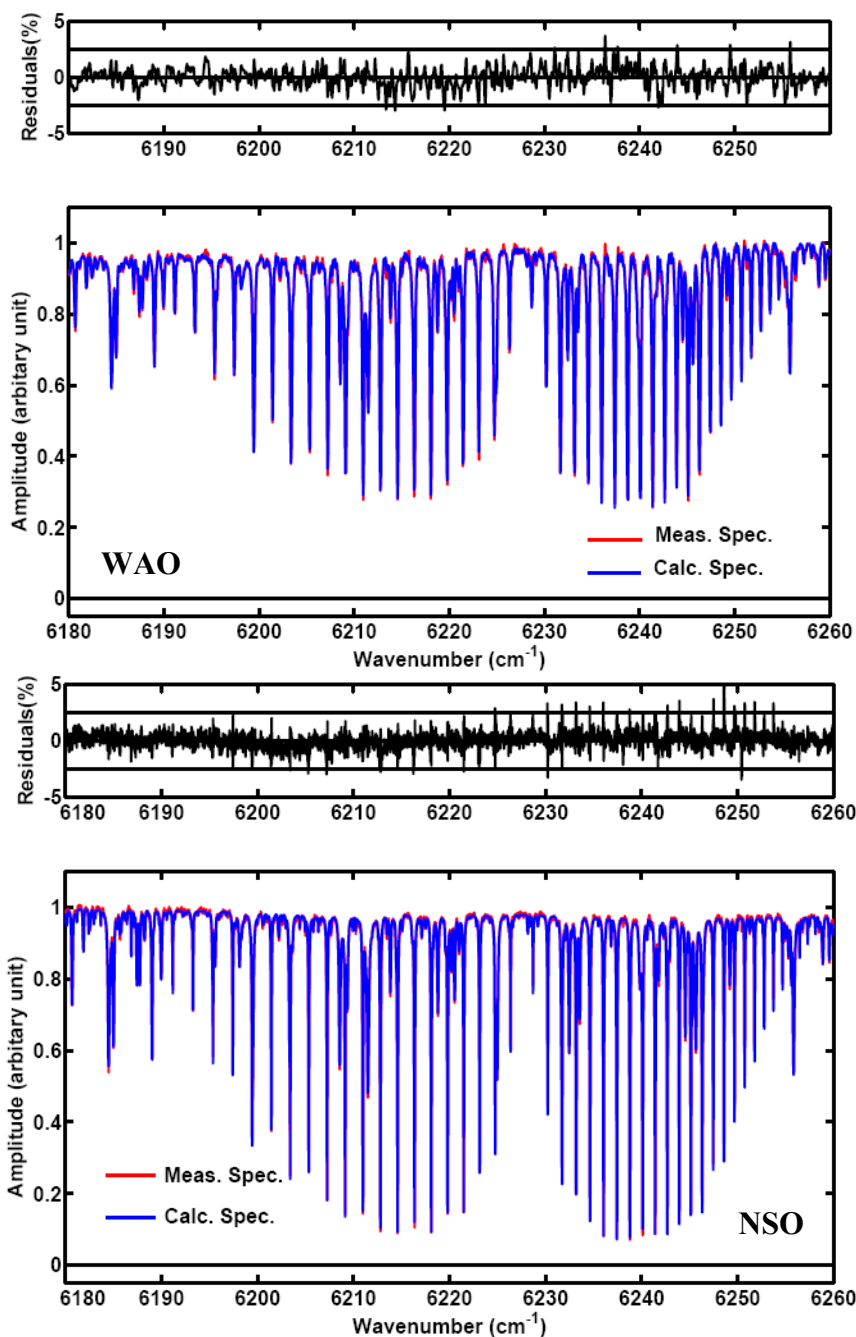 Residuals(%)
5
0
-5
6190 6200 6210 6220 6230 6240 6250
Amplitude (arbitary unit)
1
0.8
0.6
0.4
0.2
0
WAO
Meas. Spec.
Calc. Spec.
6180 6190 6200 6210 6220 6230 6240 6250 6260
Wavenumber (cm-1)
Residuals(%)
5
0
-5
6180 6190 6200 6210 6220 6230 6240 6250 6260
Amplitude (arbitary unit)
1
0.8
0.6
0.4
0.2
0
Meas. Spec.
Calc. Spec.
NSO
6180 6190 6200 6210 6220 6230 6240 6250 6260
Wavenumber (cm-1)